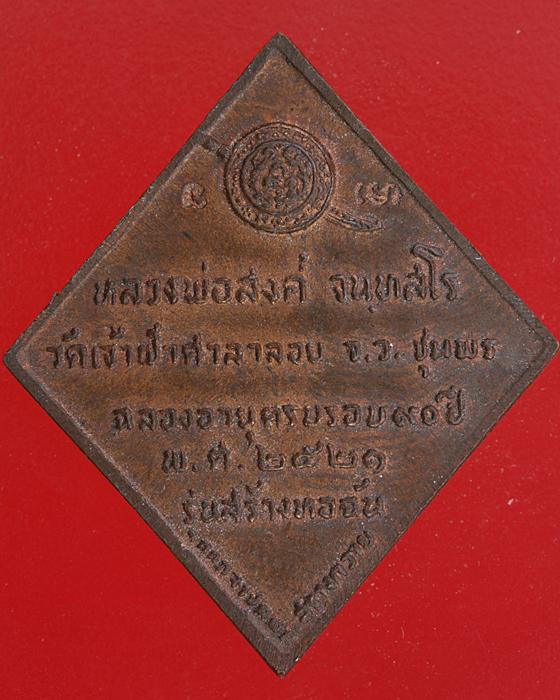 หลวงพ่อสงค์ จนฺทสโร
วัดเจ้าฟ้าศาลาลอย จ.ว. ชุมพร
ฉลองอายุครบรอบ๙๐ปี
พ.ศ. ๒๕๒๑
รุ่นสร้างหอฉัน